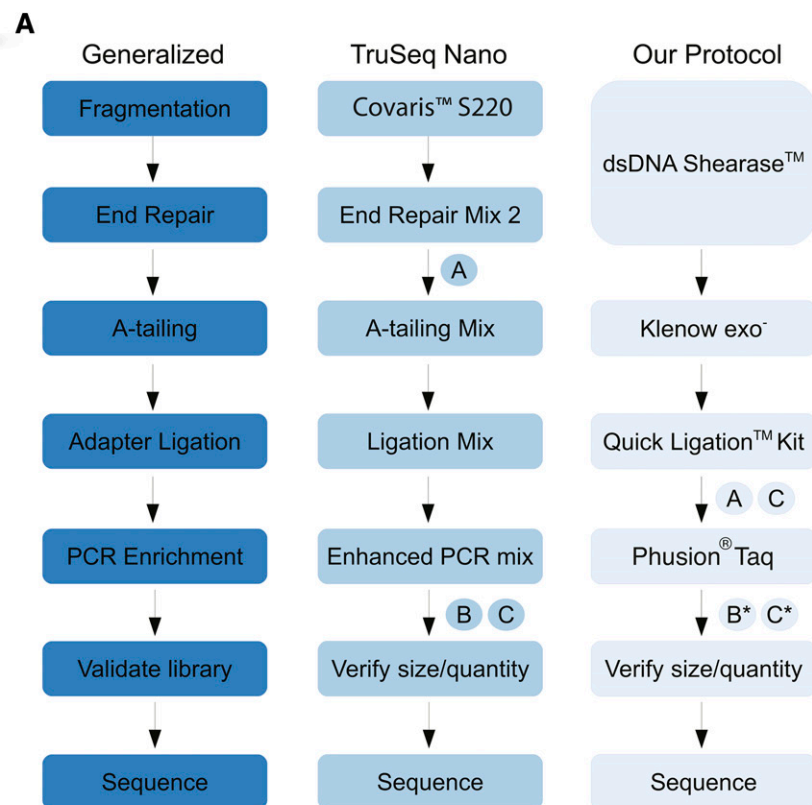 A
Generalized
Fragmentation
End Repair
A-tailing
Adapter Ligation
PCR Enrichment
Validate library
Sequence
TruSeq Nano
Covaris™ S220
End Repair Mix 2
A
A-tailing Mix
Ligation Mix
Enhanced PCR mix
B C
Verify size/quantity
Sequence
Our Protocol
dsDNA Shearase™
Klenow exo⁻
Quick Ligation™ Kit
A C
Phusion® Taq
B* C*
Verify size/quantity
Sequence